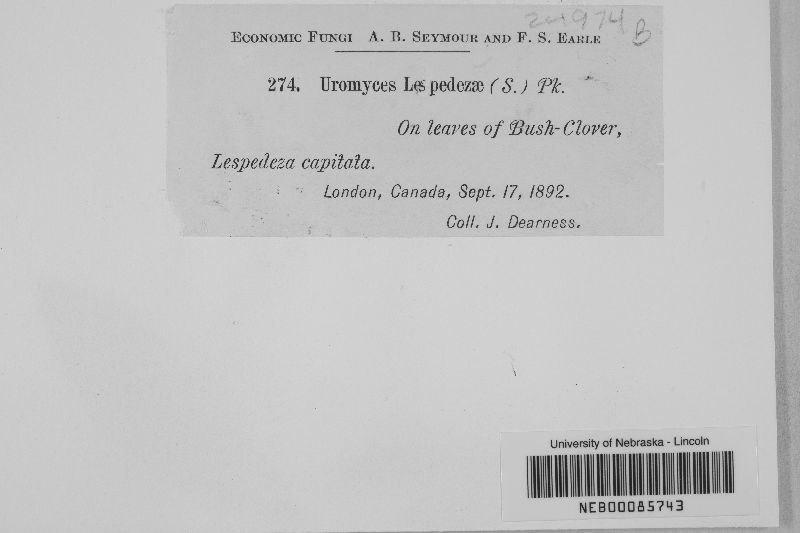 241974 B
ECONOMIC FUNGI A. B. SEYMOUR AND F. S. EARLE
274. Uromyces Lespedezæ (S.) Pk.
On leaves of Bush-Clover,
Lespedeza capitata.
London, Canada, Sept. 17, 1892.
Coll. J. Dearness.
University of Nebraska - Lincoln
NEB00085743